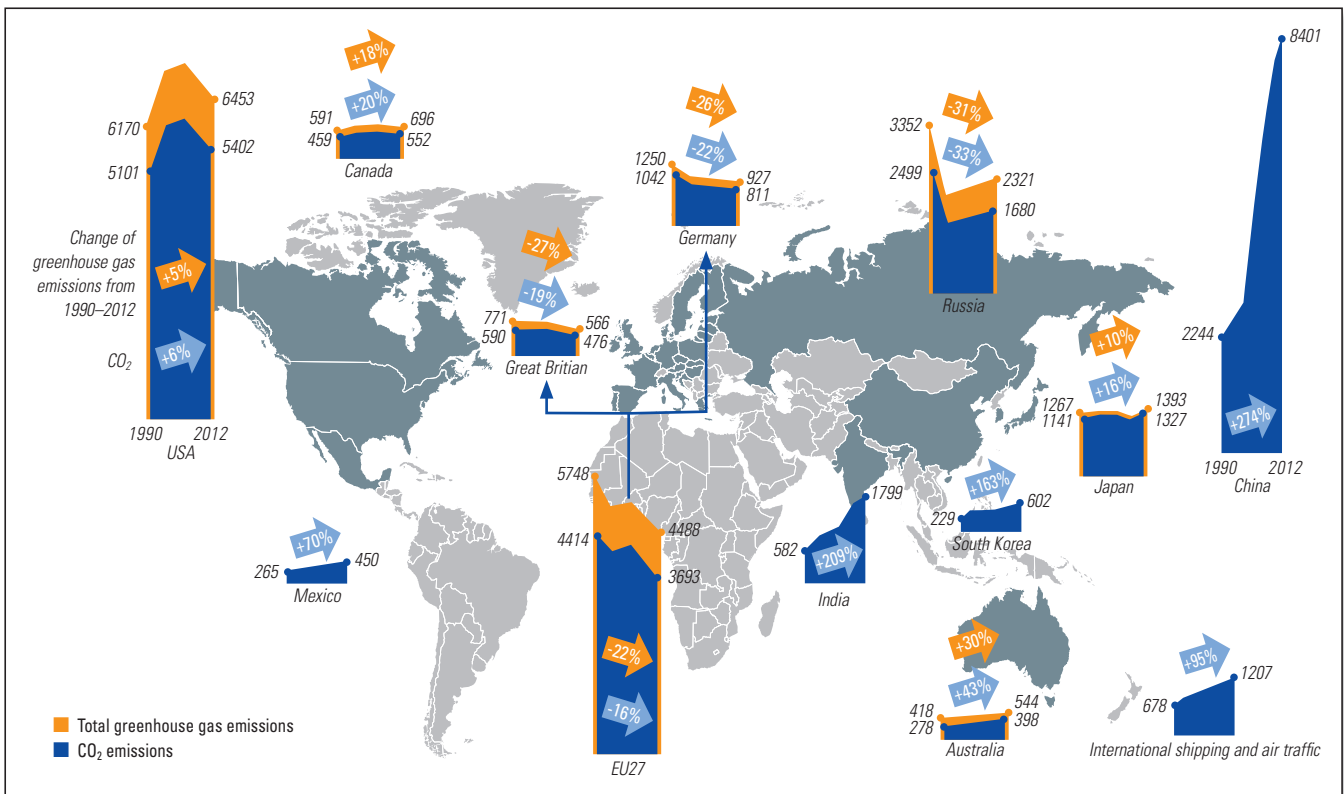 6170
6453
5101
5402
Change of
greenhouse gas
emissions from
1990–2012
+5%
CO₂
+6%
1990 2012
USA
+18%
+20%
591 696
459 552
Canada
-26%
-22%
1250 927
1042 811
Germany
-27%
-19%
771 566
590 476
Great Britian
-31%
-33%
3352 2321
2499 1680
Russia
8401
2244
+274%
1990 2012
China
+10%
+16%
1267 1393
1141 1327
Japan
+70%
265 450
Mexico
5748 4488
4414 3693
-22%
-16%
EU27
1799
582
+209%
India
+163%
229 602
South Korea
+30%
+43%
418 544
278 398
Australia
+95%
678 1207
International shipping and air traffic
Total greenhouse gas emissions
CO₂ emissions